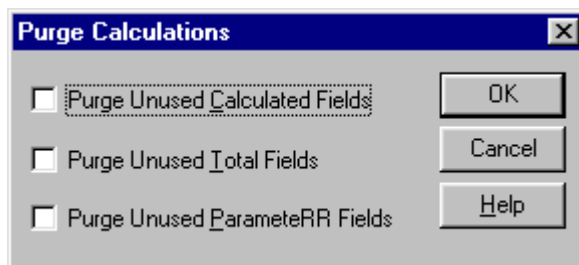 Purge Calculations
Purge Unused Calculated Fields
OK
Purge Unused Total Fields
Cancel
Purge Unused ParameteRR Fields
Help